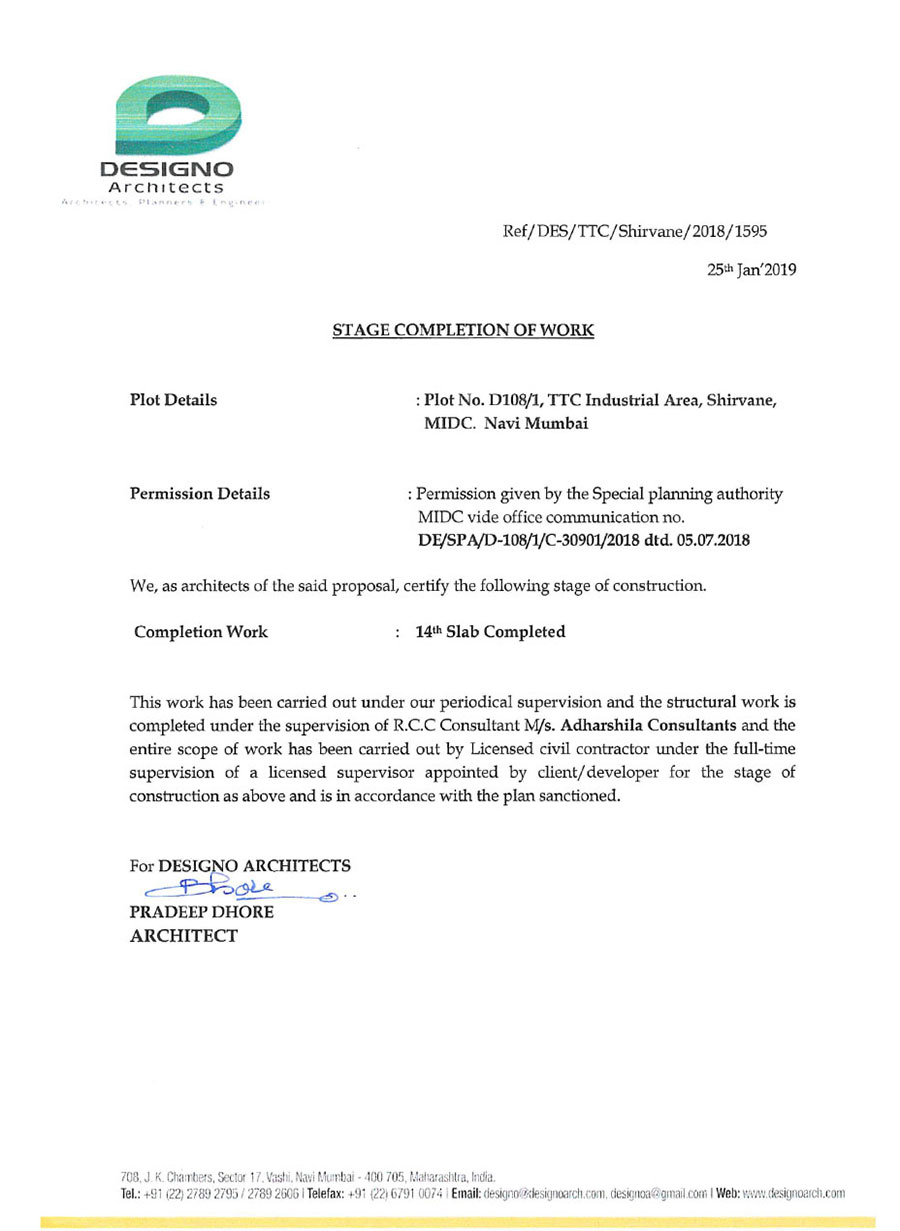 DESIGNO
Architects
Architects, Planners & Engineer
Ref/DES/TTC/Shirvane/2018/1595
25th Jan'2019
STAGE COMPLETION OF WORK
Plot Details : Plot No. D108/1, TTC Industrial Area, Shirvane,
MIDC. Navi Mumbai
Permission Details : Permission given by the Special planning authority
MIDC vide office communication no.
DE/SPA/D-108/1/C-30901/2018 dtd. 05.07.2018
We, as architects of the said proposal, certify the following stage of construction.
Completion Work : 14th Slab Completed
This work has been carried out under our periodical supervision and the structural work is
completed under the supervision of R.C.C Consultant M/s. Adharshila Consultants and the
entire scope of work has been carried out by Licensed civil contractor under the full-time
supervision of a licensed supervisor appointed by client/developer for the stage of
construction as above and is in accordance with the plan sanctioned.
For DESIGNO ARCHITECTS
PRADEEP DHORE
ARCHITECT
708, J. K. Chambers, Sector 17, Vashi, Navi Mumbai - 400 705, Maharashtra, India.
Tel.: +91 (22) 2789 2795 / 2789 2606 | Telefax: +91 (22) 6791 0074 | Email: designo@designoarch.com, designoa@gmail.com | Web: www.designoarch.com